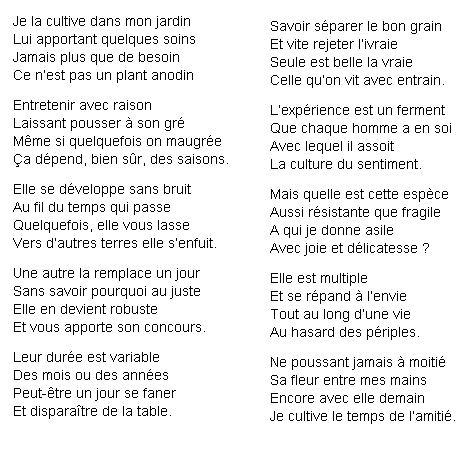 Je la cultive dans mon jardin
Lui apportant quelques soins
Jamais plus que de besoin
Ce n'est pas un plant anodin

Entretenir avec raison
Laissant pousser à son gré
Même si quelquefois on maugrée
Ça dépend, bien sûr, des saisons.

Elle se développe sans bruit
Au fil du temps qui passe
Quelquefois, elle vous lasse
Vers d'autres terres elle s'enfuit.

Une autre la remplace un jour
Sans savoir pourquoi au juste
Elle en devient robuste
Et vous apporte son concours.

Leur durée est variable
Des mois ou des années
Peut-être un jour se faner
Et disparaître de la table.

Savoir séparer le bon grain
Et vite rejeter l'ivraie
Seule est belle la vraie
Celle qu'on vit avec entrain.

L'expérience est un ferment
Que chaque homme a en soi
Avec lequel il assoit
La culture du sentiment.

Mais quelle est cette espèce
Aussi résistante que fragile
A qui je donne asile
Avec joie et délicatesse ?

Elle est multiple
Et se répand à l'envie
Tout au long d'une vie
Au hasard des périples.

Ne poussant jamais à moitié
Sa fleur entre mes mains
Encore avec elle demain
Je cultive le temps de l'amitié.